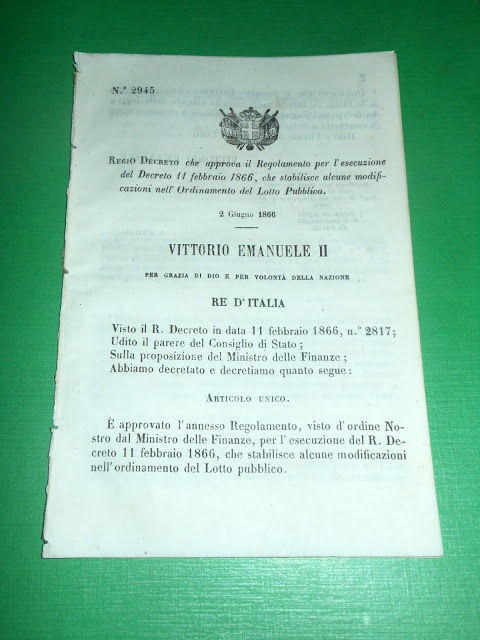 N.° 2945.
REGIO DECRETO che approva il Regolamento per l'esecuzione
del Decreto 11 febbraio 1866, che stabilisce alcune modifi-
cazioni nell'Ordinamento del Lotto Pubblico.
2 Giugno 1866
VITTORIO EMANUELE II
PER GRAZIA DI DIO E PER VOLONTÀ DELLA NAZIONE
RE D'ITALIA
Visto il R. Decreto in data 11 febbraio 1866, n.° 2817;
Udito il parere del Consiglio di Stato;
Sulla proposizione del Ministro delle Finanze;
Abbiamo decretato e decretiamo quanto segue:
ARTICOLO UNICO.
È approvato l'annesso Regolamento, visto d'ordine No-
stro dal Ministro delle Finanze, per l'esecuzione del R. De-
creto 11 febbraio 1866, che stabilisce alcune modificazioni
nell'ordinamento del Lotto pubblico.